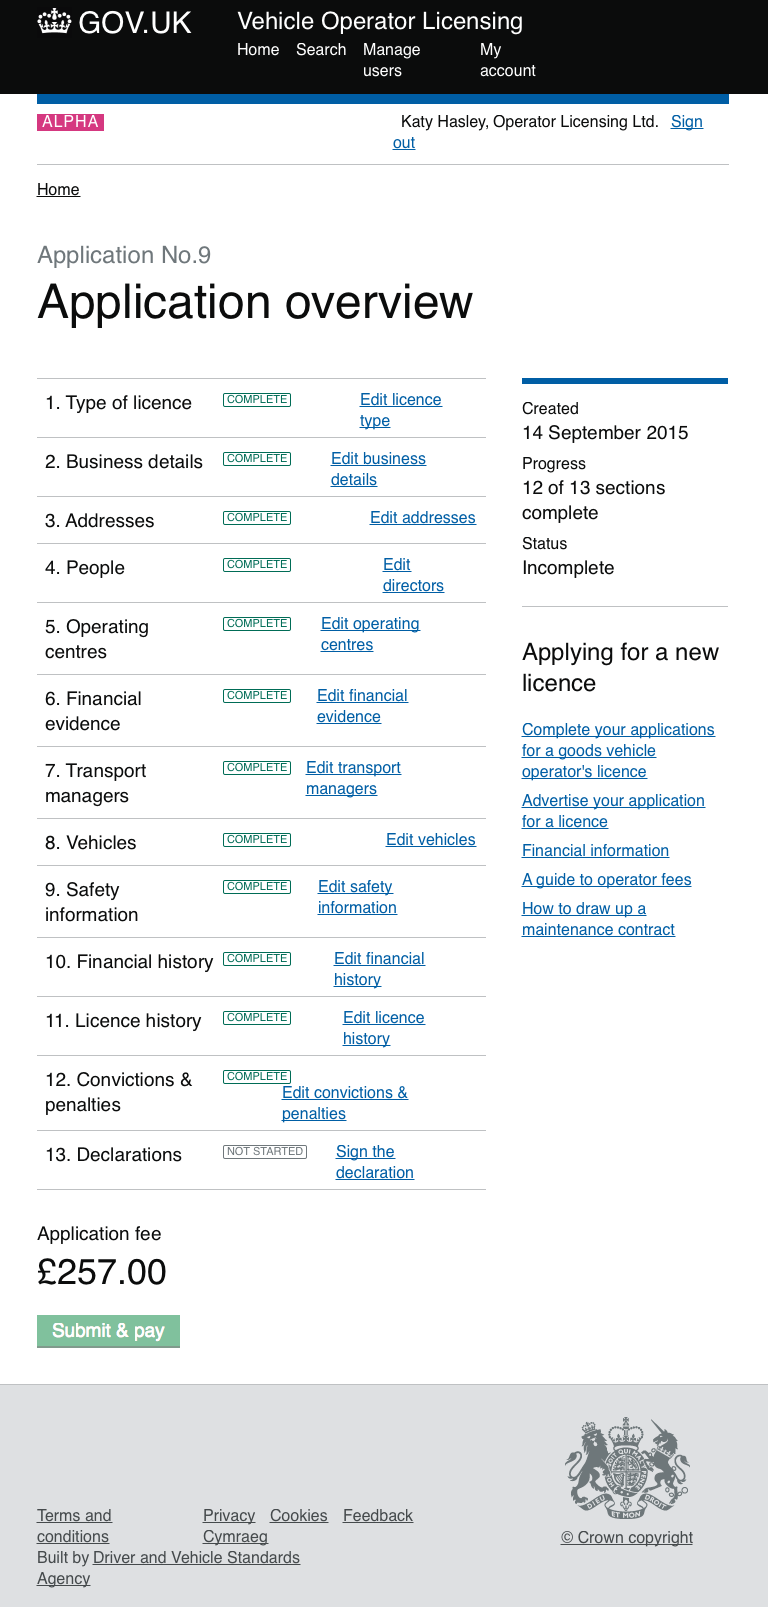 GOV.UK
Vehicle Operator Licensing
Home Search Manage users My account
ALPHA
Katy Hasley, Operator Licensing Ltd. Sign out
Home
Application No.9
Application overview
1. Type of licence COMPLETE Edit licence type
2. Business details COMPLETE Edit business details
3. Addresses COMPLETE Edit addresses
4. People COMPLETE Edit directors
5. Operating centres COMPLETE Edit operating centres
6. Financial evidence COMPLETE Edit financial evidence
7. Transport managers COMPLETE Edit transport managers
8. Vehicles COMPLETE Edit vehicles
9. Safety information COMPLETE Edit safety information
10. Financial history COMPLETE Edit financial history
11. Licence history COMPLETE Edit licence history
12. Convictions & penalties COMPLETE Edit convictions & penalties
13. Declarations NOT STARTED Sign the declaration
Application fee
£257.00
Submit & pay
Created
14 September 2015
Progress
12 of 13 sections
complete
Status
Incomplete
Applying for a new
licence
Complete your applications
for a goods vehicle
operator's licence
Advertise your application
for a licence
Financial information
A guide to operator fees
How to draw up a
maintenance contract
Terms and conditions Privacy Cookies Feedback
Cymraeg
Built by Driver and Vehicle Standards
Agency
DIEU ET MON DROIT
© Crown copyright